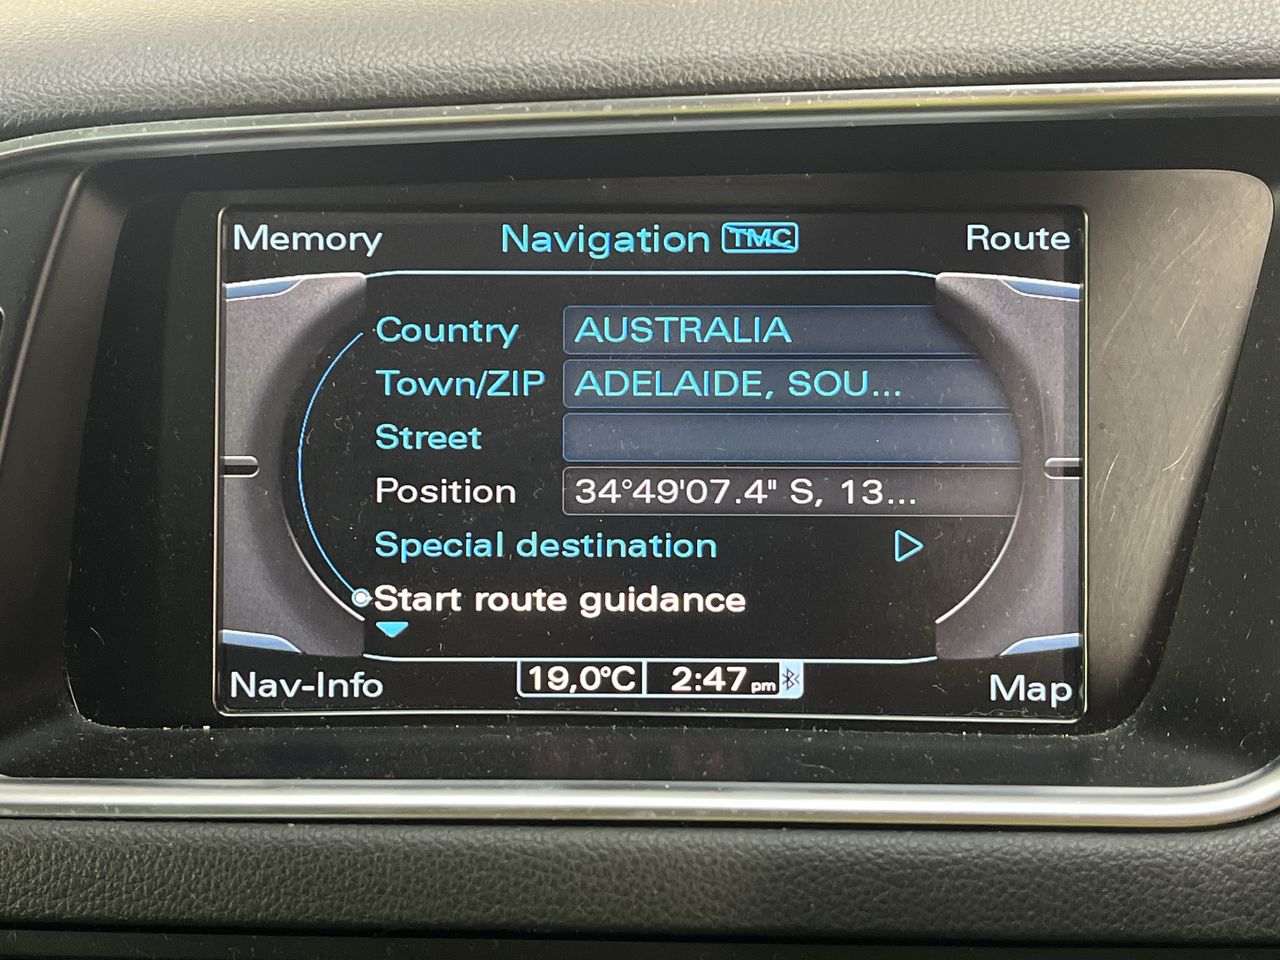 Memory Navigation TMC Route
Country AUSTRALIA
Town/ZIP ADELAIDE, SOU...
Street
Position 34°49'07.4" S, 13...
Special destination
Start route guidance
Nav-Info 19,0°C 2:47 pm Map